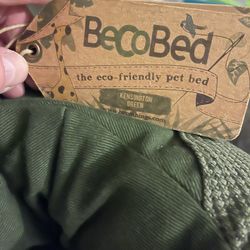 BecoBed
the eco-friendly pet bed
KENSINGTON
GREEN